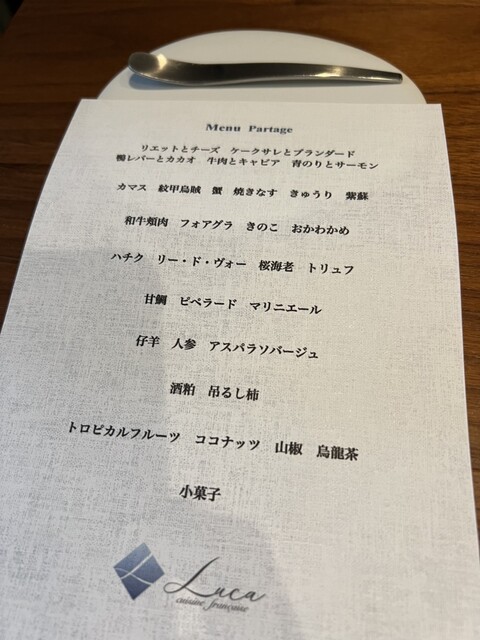 Menu Partage
リエットとチーズ ケークサレとブランダード
鴨レバーとカカオ 牛肉とキャビア 青のりとサーモン
カマス 紋甲烏賊 蟹 焼きなす きゅうり 紫蘇
和牛頬肉 フォアグラ きのこ おかわかめ
ハチク リー・ド・ヴォー 桜海老 トリュフ
甘鯛 ピペラード マリニエール
仔羊 人参 アスパラソバージュ
酒粕 吊るし柿
トロピカルフルーツ ココナッツ 山椒 烏龍茶
小菓子
Luca
cuisine française